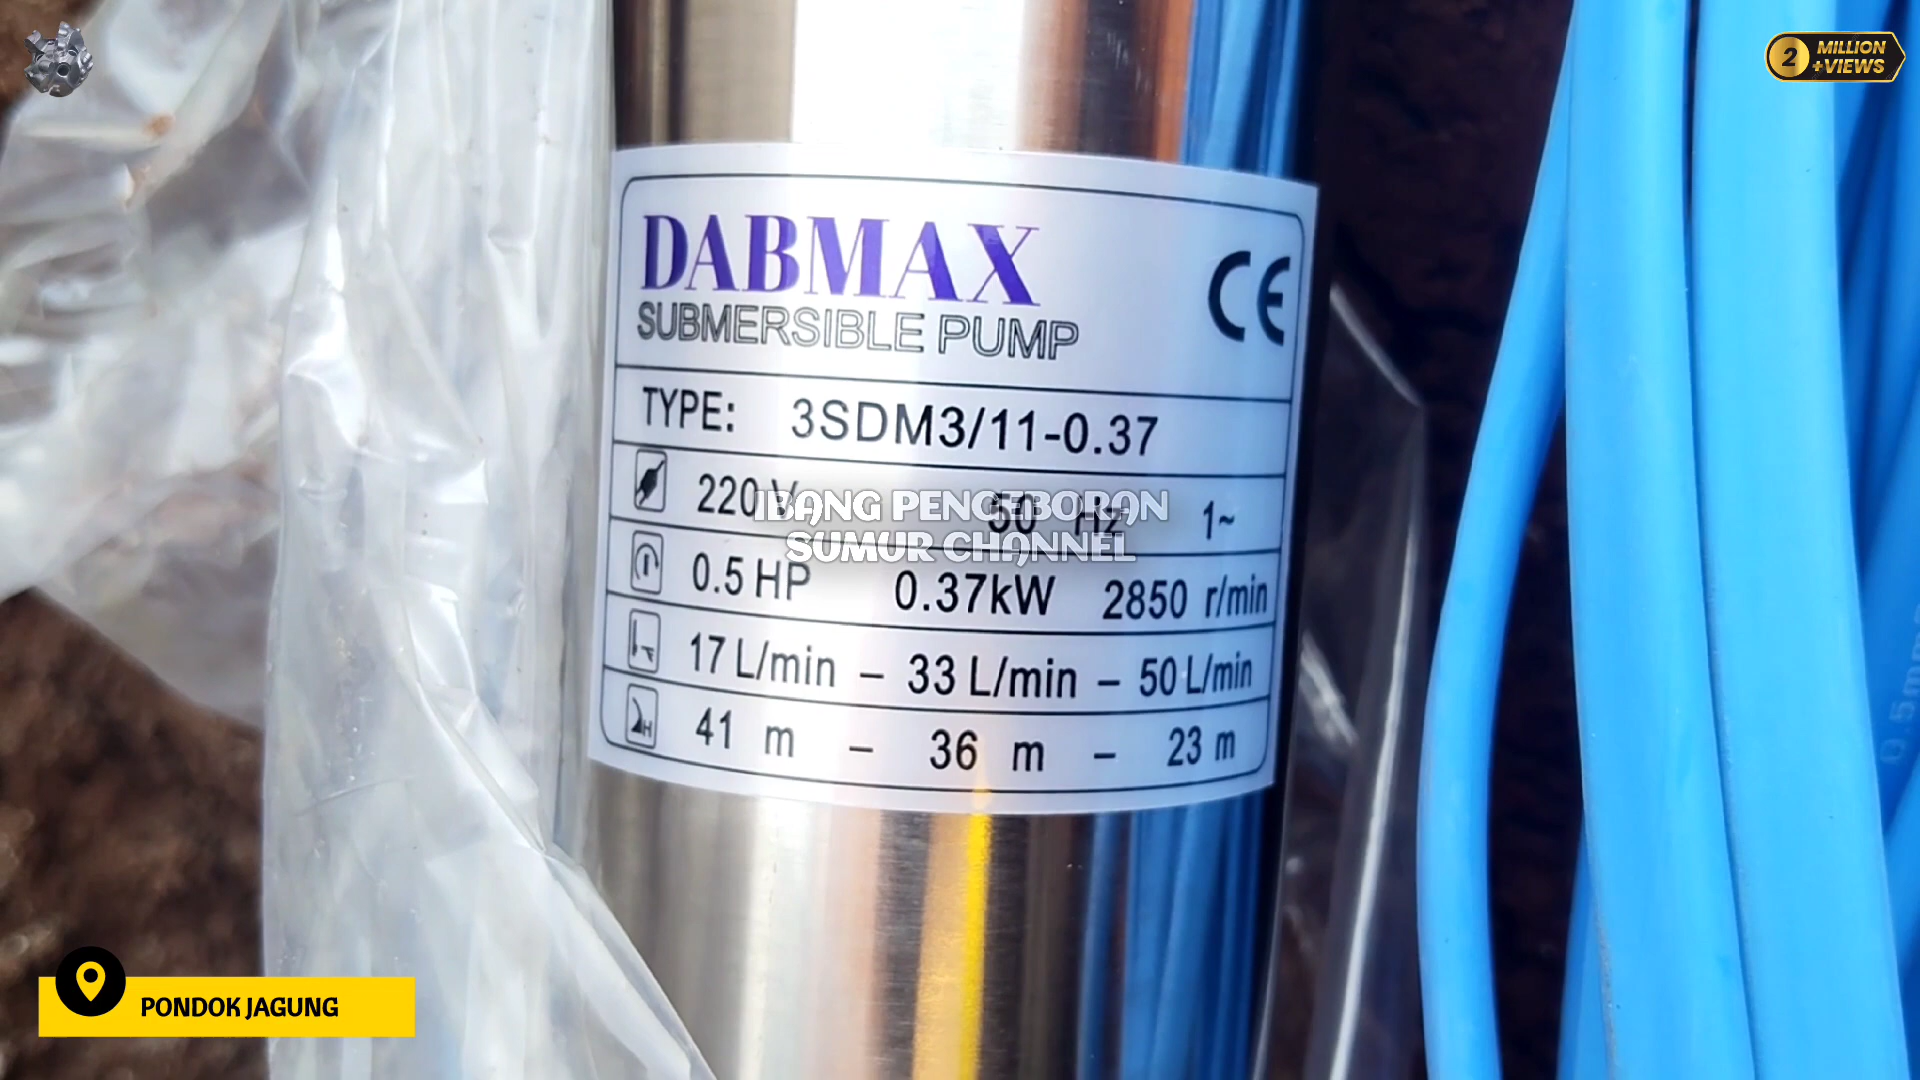 2 MILLION
+VIEWS
DABMAX
CE
SUBMERSIBLE PUMP
TYPE: 3SDM3/11-0.37
220 V 50 Hz 1~
IBANG PENGEBORAN
SUMUR CHANNEL
0.5 HP 0.37kW 2850 r/min
17 L/min – 33 L/min – 50 L/min
H 41 m – 36 m – 23 m
PONDOK JAGUNG